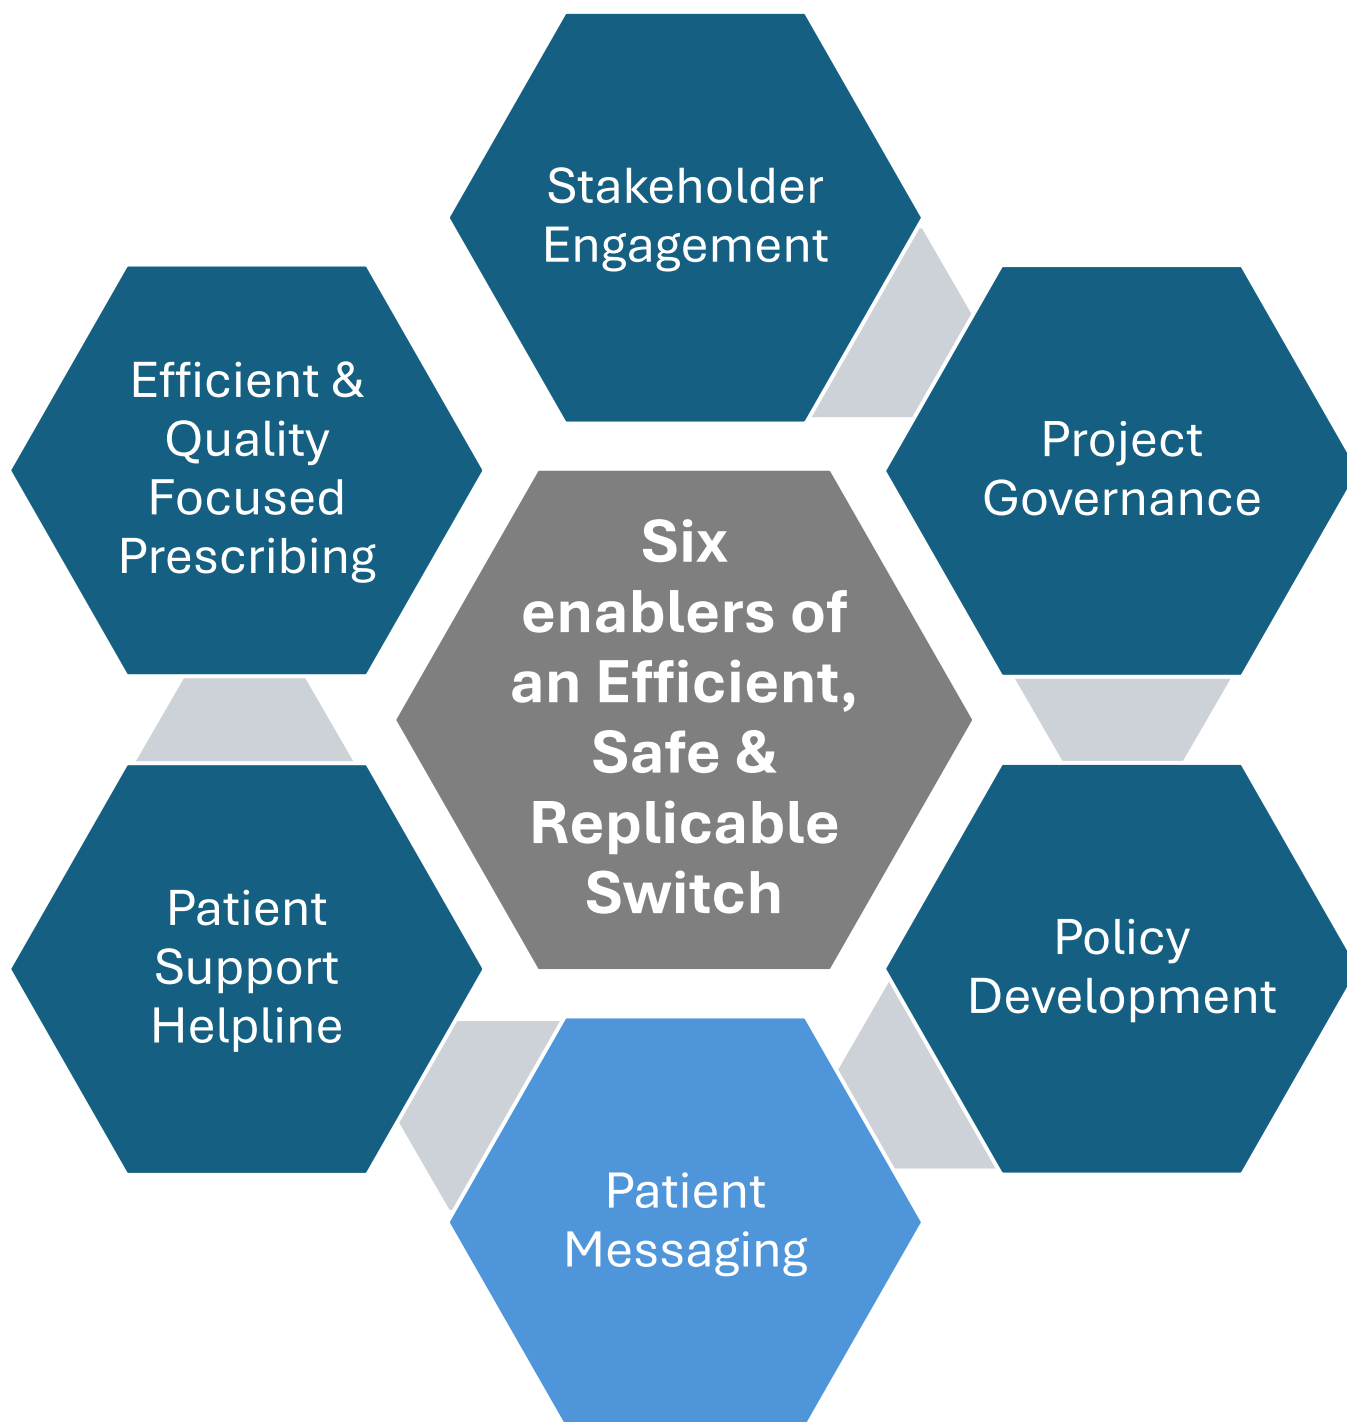 Stakeholder
Engagement
Project
Governance
Policy
Development
Patient
Messaging
Patient
Support
Helpline
Efficient &
Quality
Focused
Prescribing
Six
enablers of
an Efficient,
Safe &
Replicable
Switch